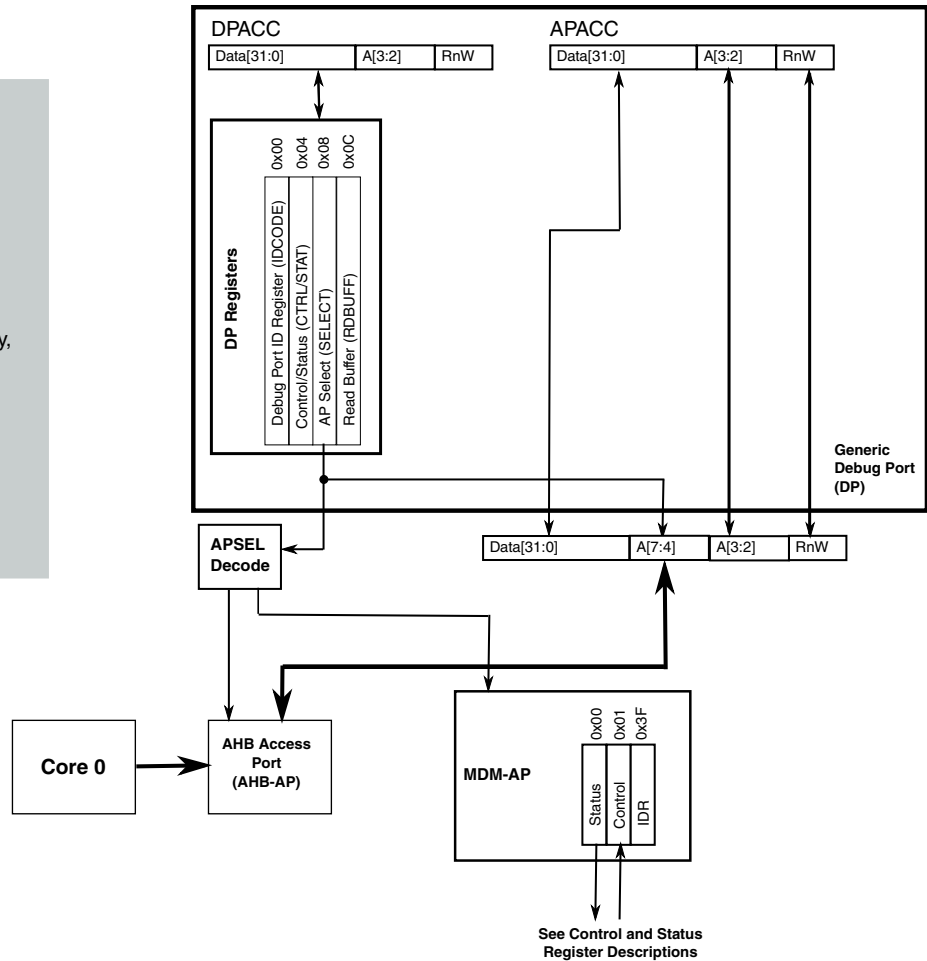 DPACC
APACC
Data[31:0] A[3:2] RnW
Data[31:0] A[3:2] RnW
DP Registers
0x00
0x04
0x08
0x0C
Debug Port ID Register (IDCODE)
Control/Status (CTRL/STAT)
AP Select (SELECT)
Read Buffer (RDBUFF)
y,
Generic
Debug Port
(DP)
APSEL
Decode
Data[31:0] A[7:4] A[3:2] RnW
Core 0
AHB Access
Port
(AHB-AP)
MDM-AP
0x00
0x01
0x3F
Status
Control
IDR
See Control and Status
Register Descriptions